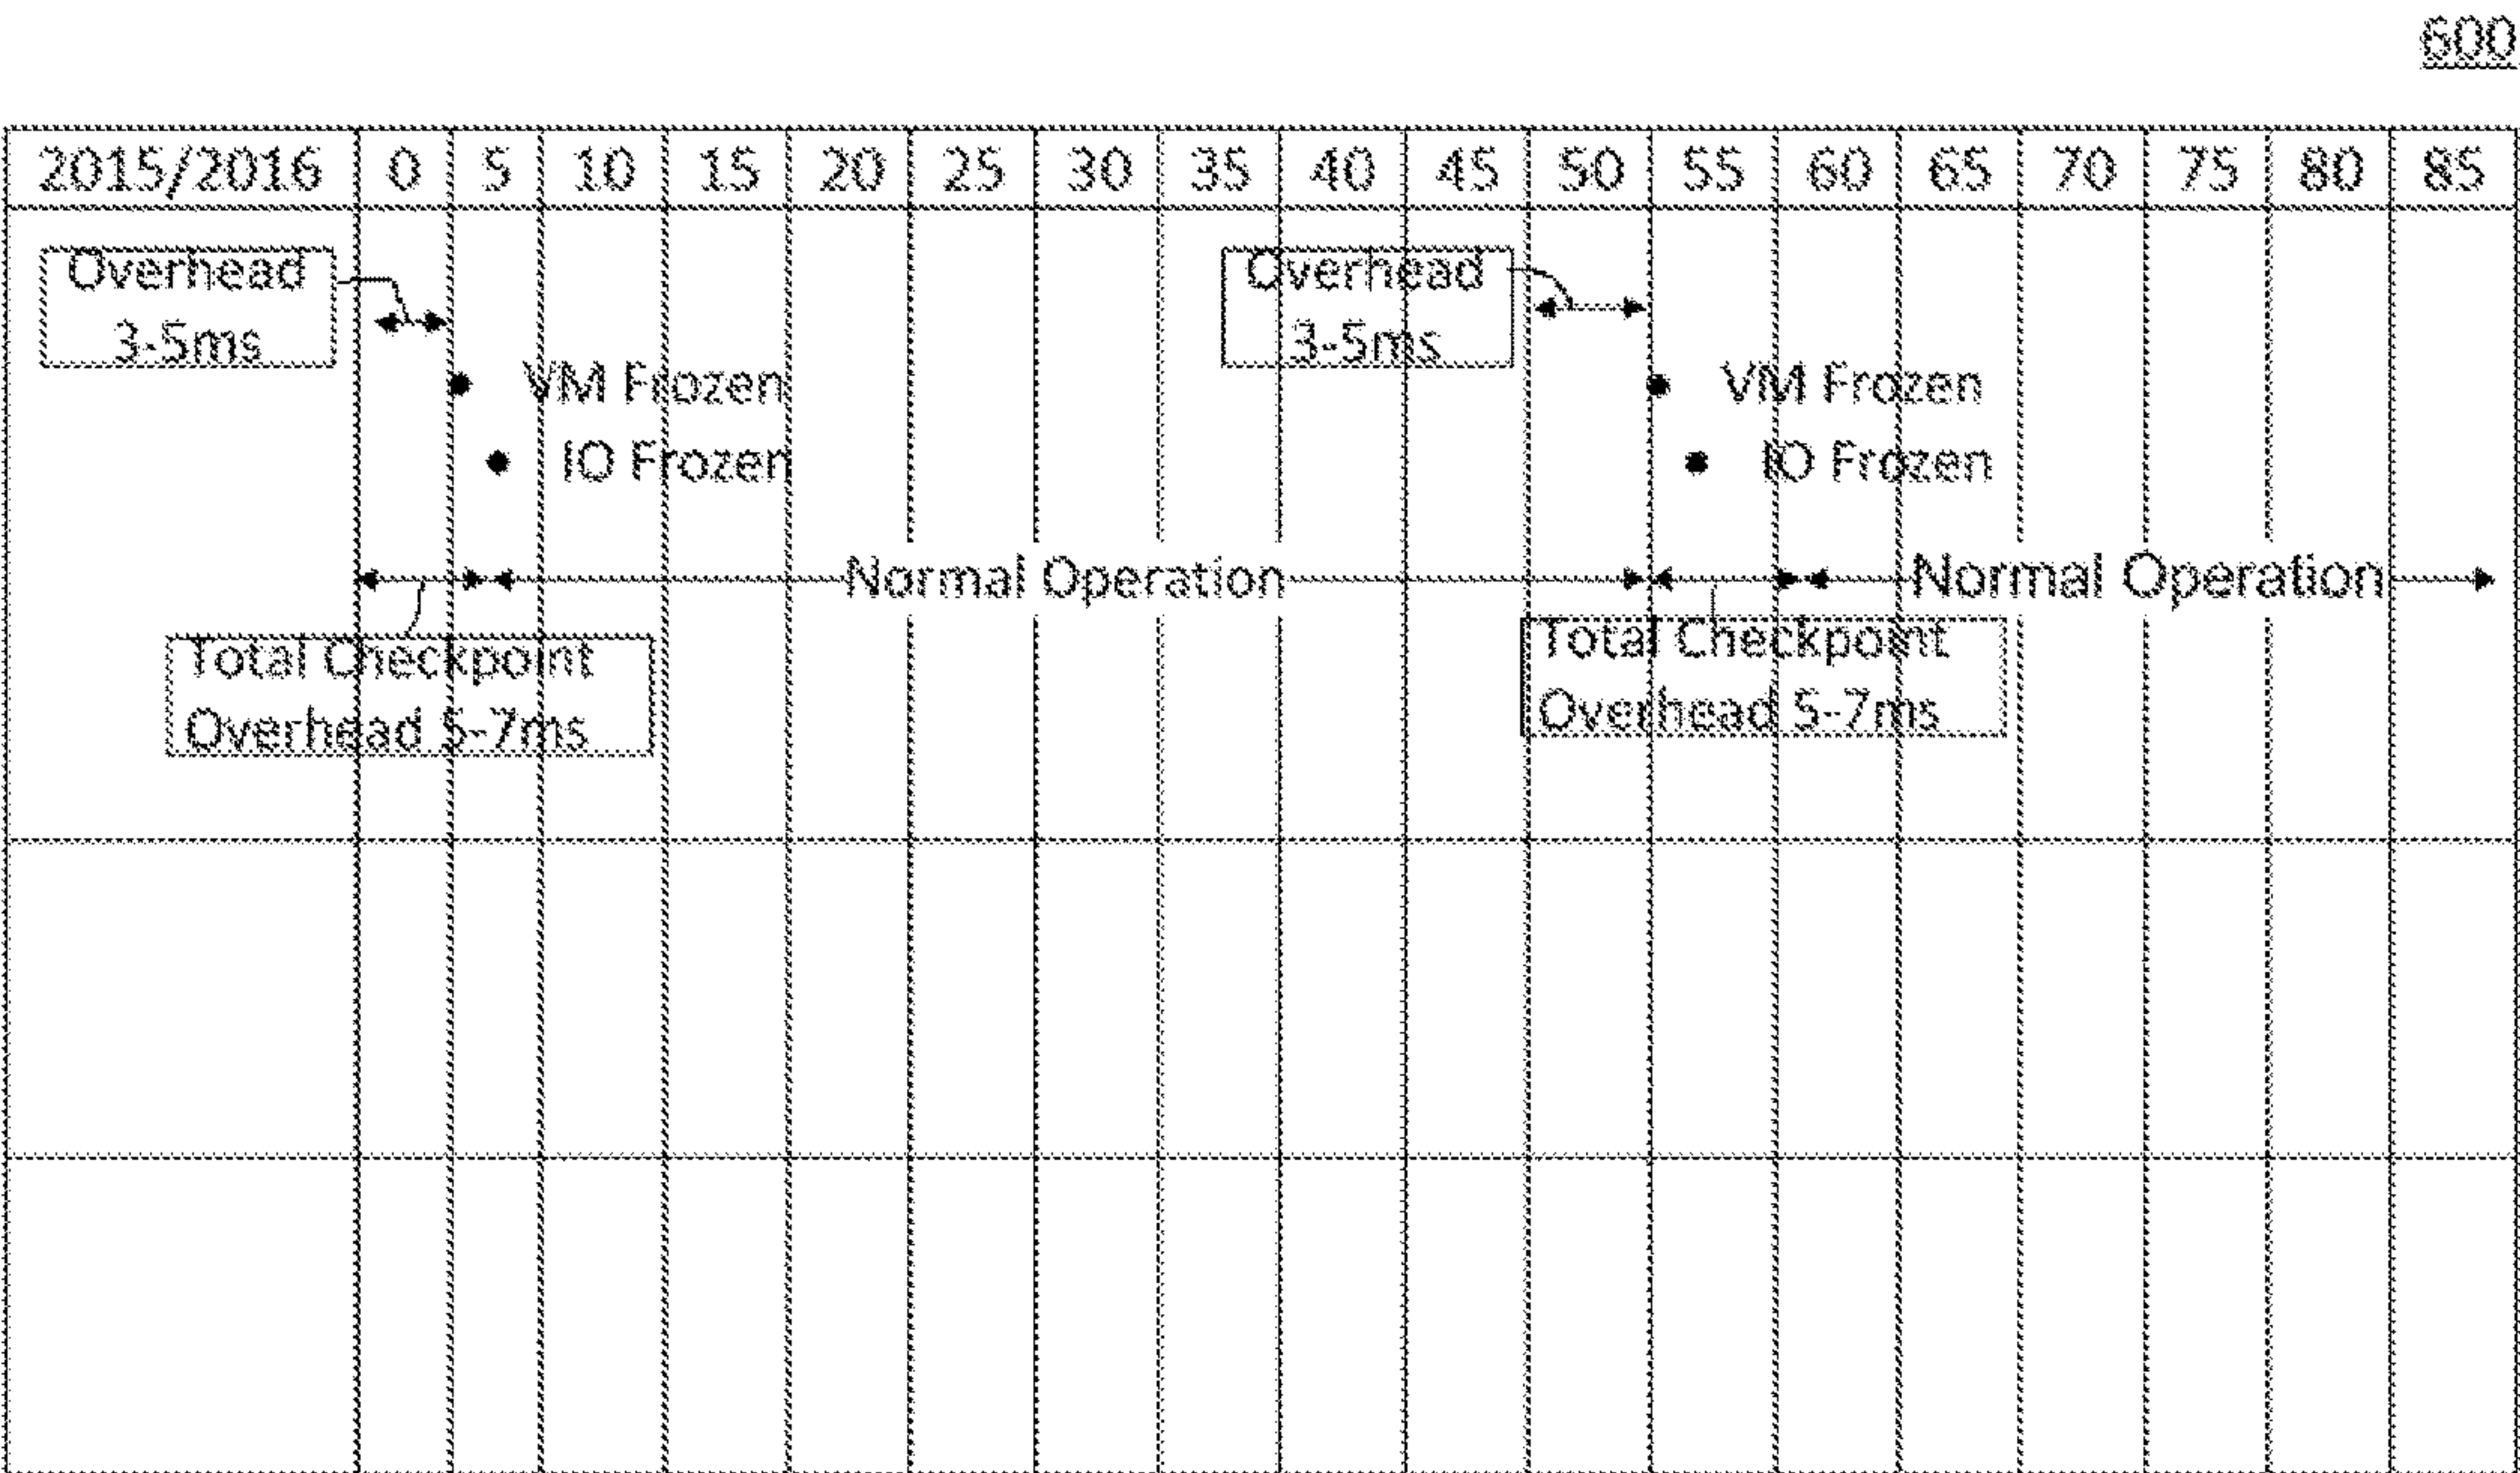 600
2015/2016 0 5 10 15 20 25 30 35 40 45 50 55 60 65 70 75 80 85
Overhead
3-5ms
Overhead
3-5ms
VM Frozen
VM Frozen
IO Frozen
IO Frozen
Normal Operation
Normal Operation
Total Checkpoint
Overhead 5-7ms
Total Checkpoint
Overhead 5-7ms